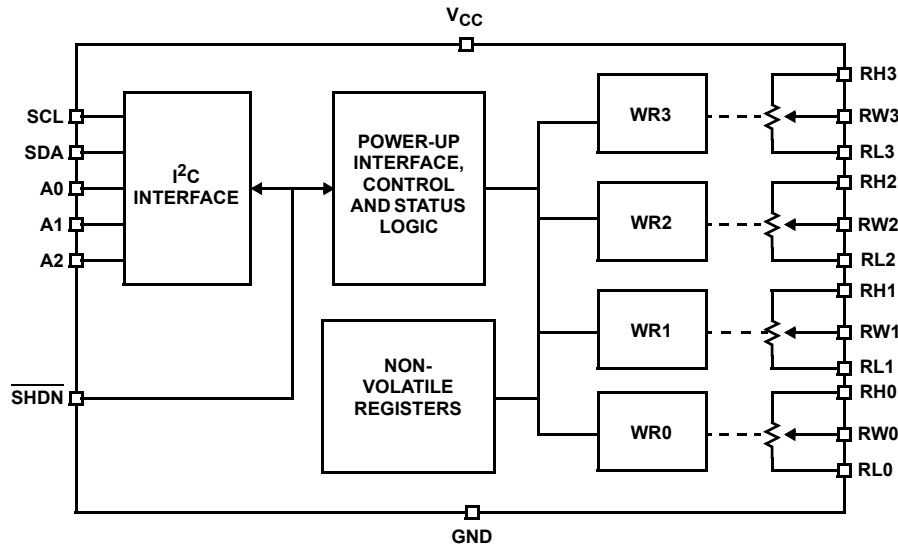 VCC
SCL
SDA
A0
A1
A2
SHDN
I2C
INTERFACE
POWER-UP
INTERFACE,
CONTROL
AND STATUS
LOGIC
NON-
VOLATILE
REGISTERS
WR3
WR2
WR1
WR0
RH3
RW3
RL3
RH2
RW2
RL2
RH1
RW1
RL1
RH0
RW0
RL0
GND